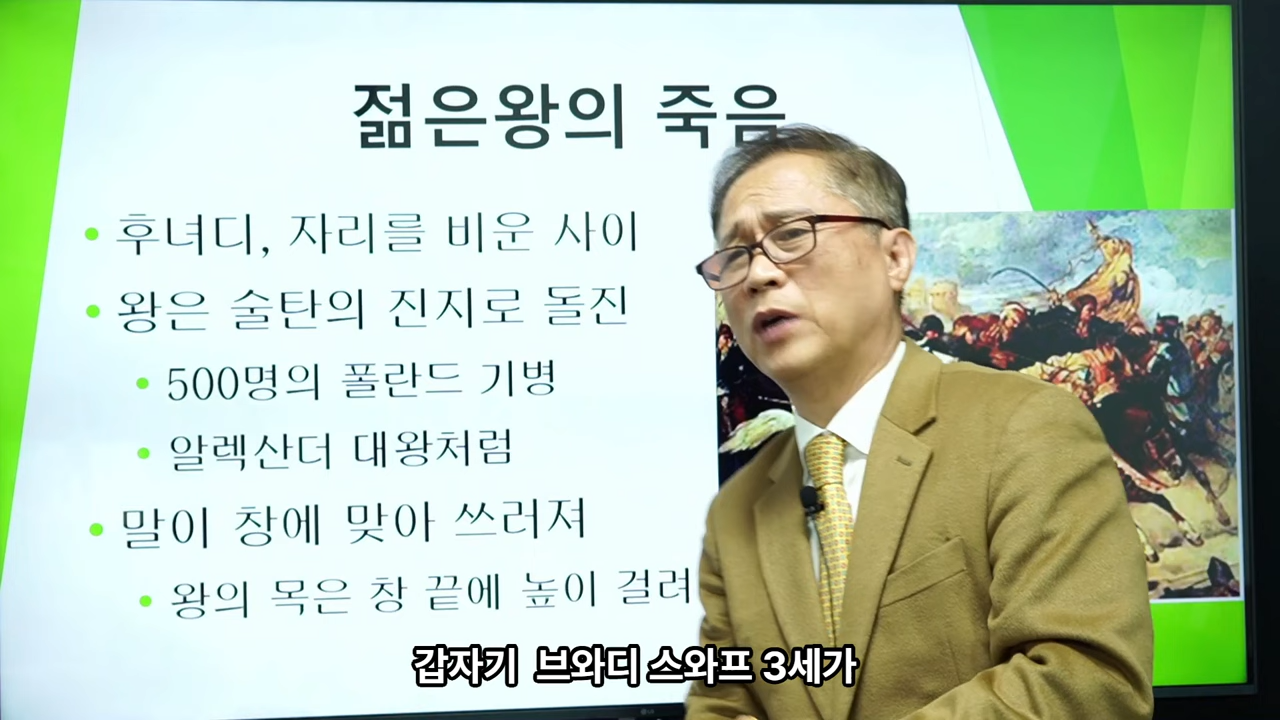 젊은왕의 죽음
• 후녀디, 자리를 비운 사이
• 왕은 술탄의 진지로 돌진
• 500명의 폴란드 기병
• 알렉산더 대왕처럼
• 말이 창에 맞아 쓰러져
• 왕의 목은 창 끝에 높이 걸려
갑자기 브와디 스와프 3세가
LG